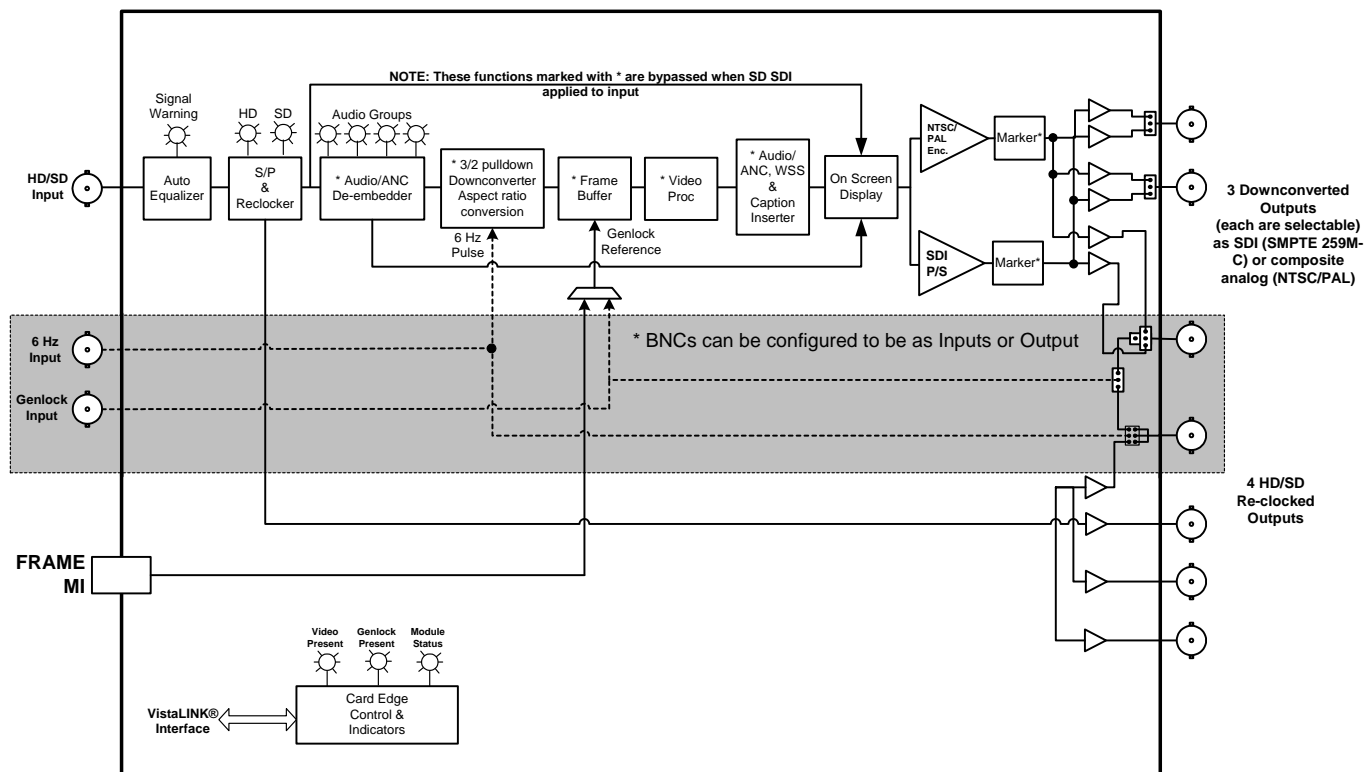 NOTE: These functions marked with * are bypassed when SD SDI
applied to input
Signal
Warning
HD
SD
Audio Groups
HD/SD
Input
Auto
Equalizer
S/P
&
Reclocker
* Audio/ANC
De-embedder
* 3/2 pulldown
Downconverter
Aspect ratio
conversion
* Frame
Buffer
* Video
Proc
* Audio/
ANC, WSS
&
Caption
Inserter
On Screen
Display
NTSC/
PAL
Enc.
Marker*
SDI
P/S
Marker*
3 Downconverted
Outputs
(each are selectable)
as SDI (SMPTE 259M-
C) or composite
analog (NTSC/PAL)
6 Hz
Pulse
Genlock
Reference
6 Hz
Input
* BNCs can be configured to be as Inputs or Output
Genlock
Input
4 HD/SD
Re-clocked
Outputs
FRAME
MI
Video
Present
Genlock
Present
Module
Status
VistaLINK®
Interface
Card Edge
Control &
Indicators